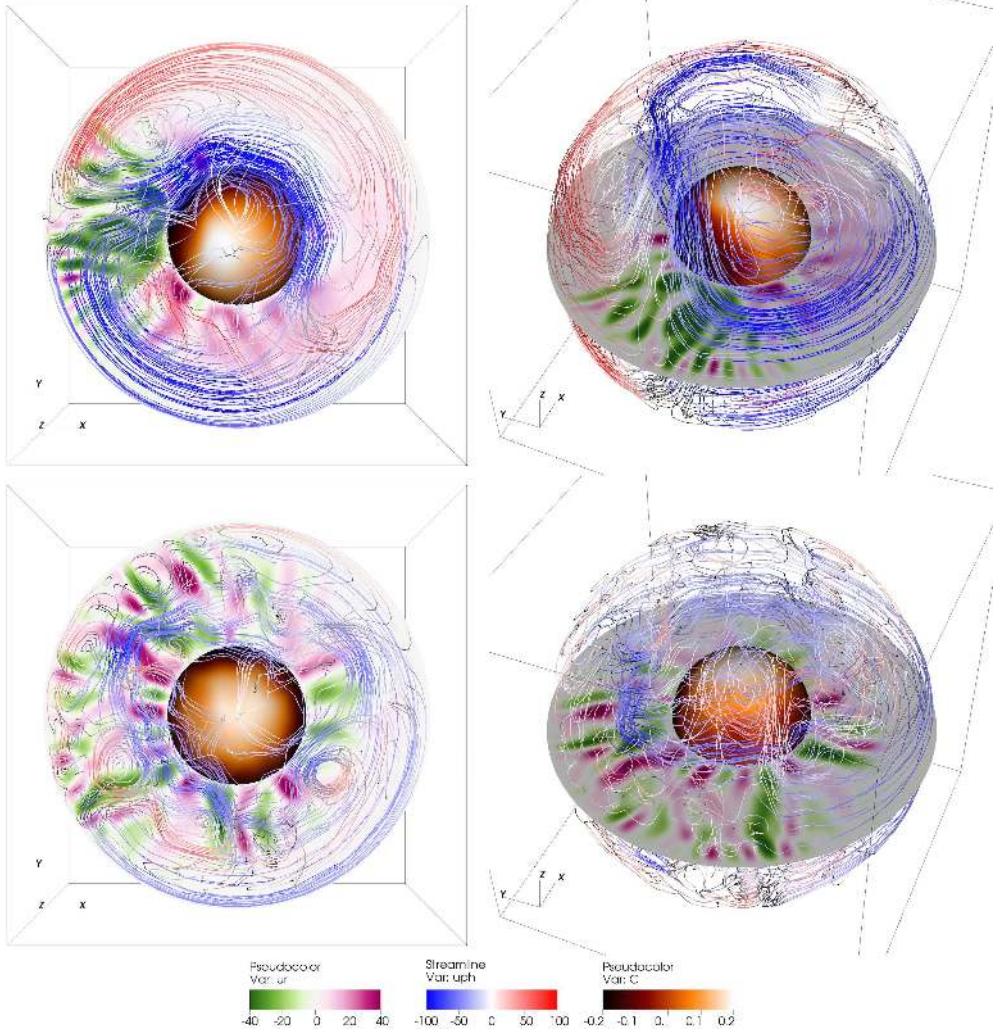 Y
Z X
Y X
Y
Z X
Y X
Pseudocolor Streamline Pseudocolor
Var: ur Var: uph Var: C
-40 -20 0 20 40 -100 -50 0 50 100 -0.2 -0.1 0.0 0.1 0.2